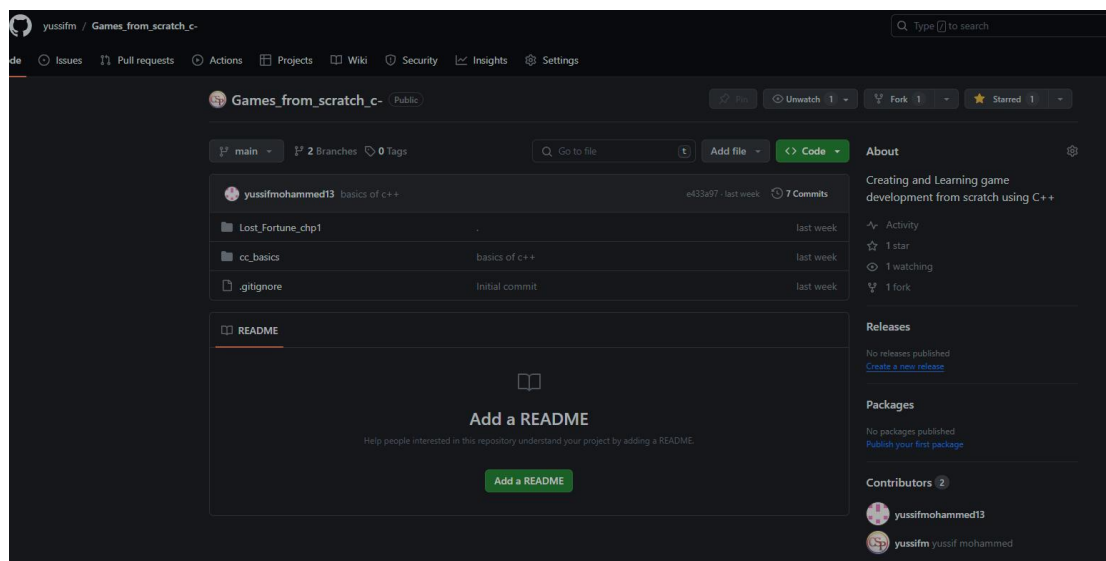 yussifm / Games_from_scratch_c-
Type / to search
de Issues Pull requests Actions Projects Wiki Security Insights Settings
Games_from_scratch_c- Public
Pin Unwatch 1 Fork 1 Starred 1
main 2 Branches 0 Tags Go to file t Add file <> Code
yussifmohammed13 basics of c++ e433a97 · last week 7 Commits
Lost_Fortune_chp1 . last week
cc_basics basics of c++ last week
.gitignore Initial commit last week
README
Add a README
Help people interested in this repository understand your project by adding a README.
Add a README
About
Creating and Learning game
development from scratch using C++
Activity
1 star
1 watching
1 fork
Releases
No releases published
Create a new release
Packages
No packages published
Publish your first package
Contributors 2
yussifmohammed13
yussifm yussif mohammed